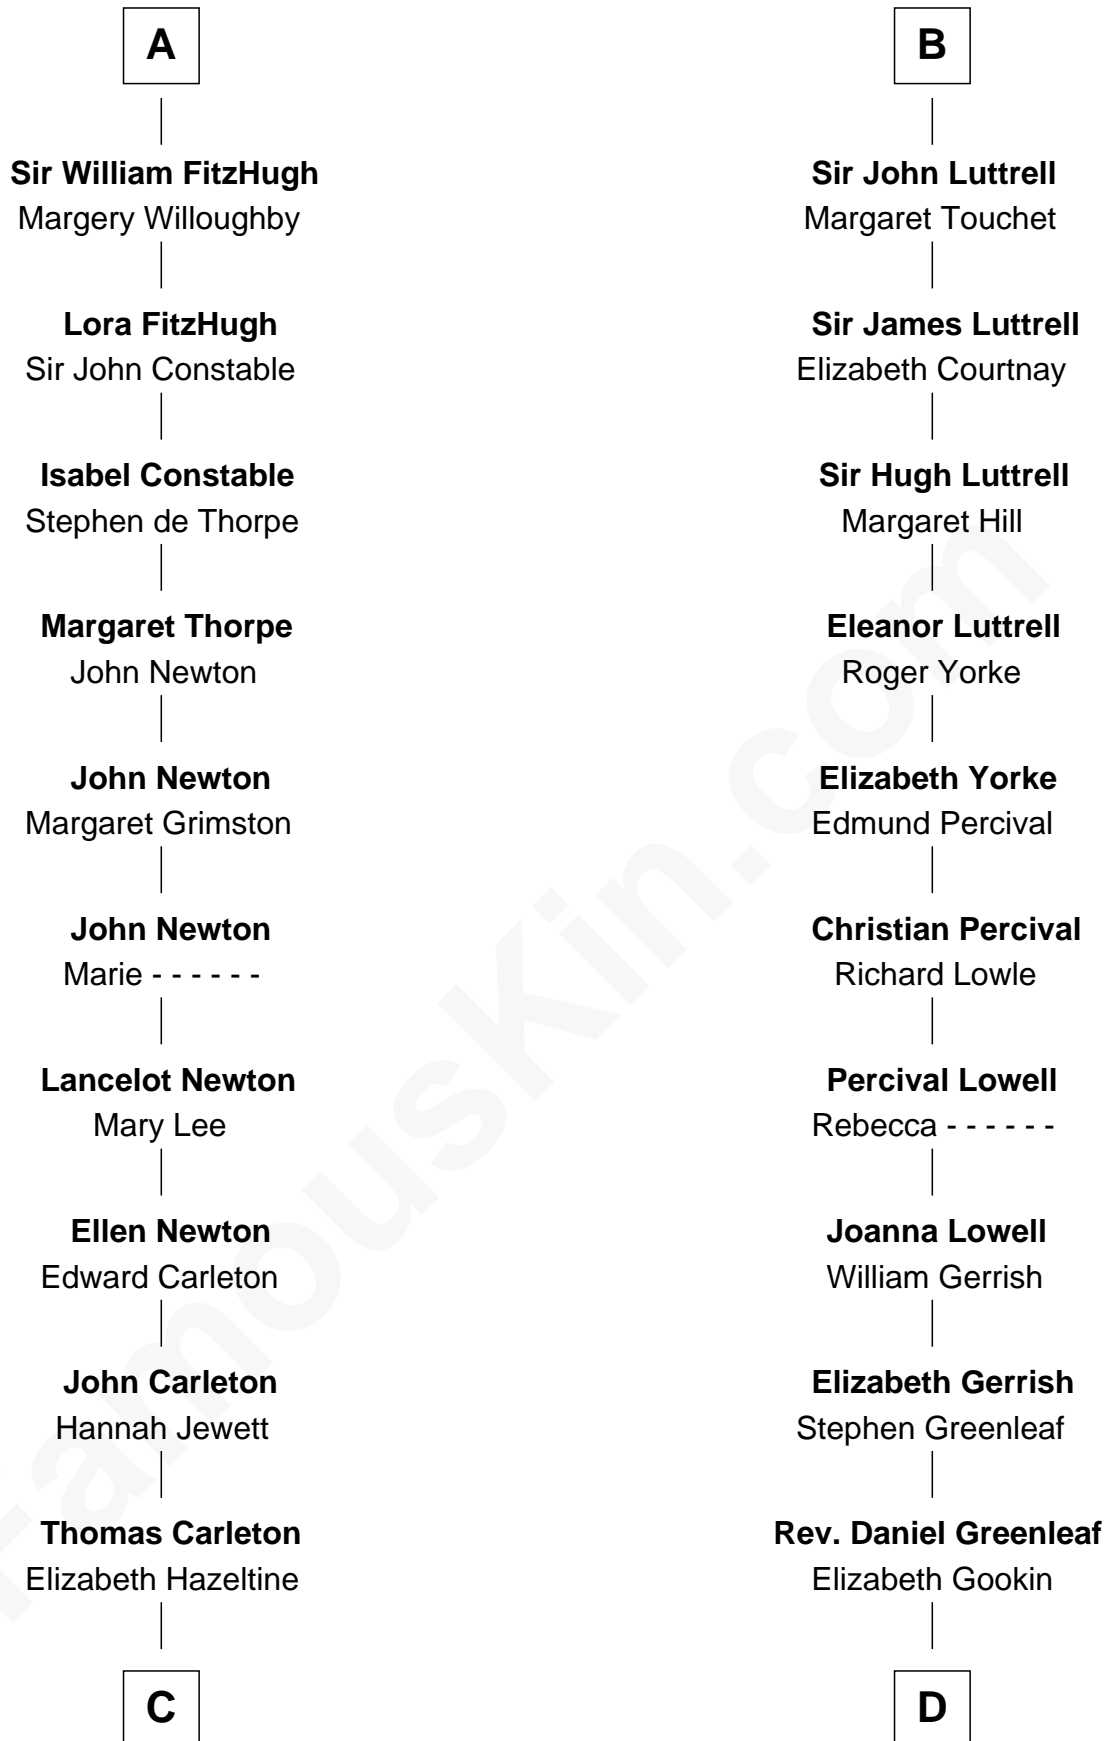 A
Sir William FitzHugh
Margery Willoughby
Lora FitzHugh
Sir John Constable
Isabel Constable
Stephen de Thorpe
Margaret Thorpe
John Newton
John Newton
Margaret Grimston
John Newton
Marie - - - - - -
Lancelot Newton
Mary Lee
Ellen Newton
Edward Carleton
John Carleton
Hannah Jewett
Thomas Carleton
Elizabeth Hazeltine
C
B
Sir John Luttrell
Margaret Touchet
Sir James Luttrell
Elizabeth Courtnay
Sir Hugh Luttrell
Margaret Hill
Eleanor Luttrell
Roger Yorke
Elizabeth Yorke
Edmund Percival
Christian Percival
Richard Lowle
Percival Lowell
Rebecca - - - - - -
Joanna Lowell
William Gerrish
Elizabeth Gerrish
Stephen Greenleaf
Rev. Daniel Greenleaf
Elizabeth Gookin
D
FamousKin.com